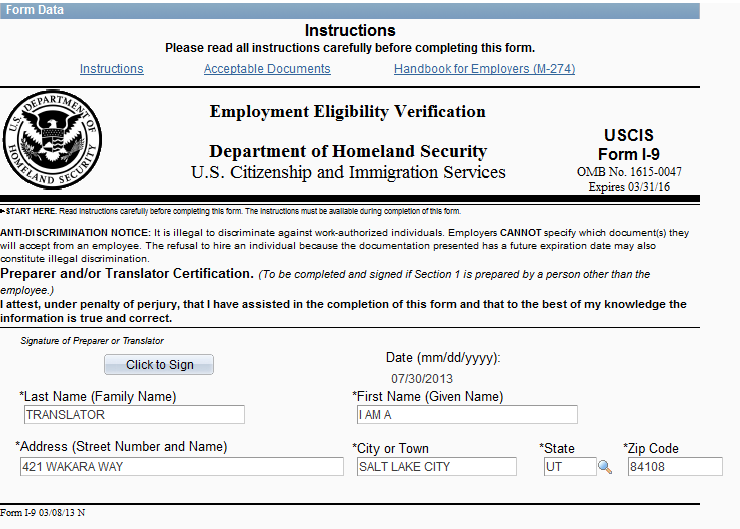 Form Data
Instructions
Please read all instructions carefully before completing this form.
Instructions Acceptable Documents Handbook for Employers (M-274)
U.S. DEPARTMENT OF HOMELAND SECURITY
Employment Eligibility Verification
Department of Homeland Security
U.S. Citizenship and Immigration Services
USCIS
Form I-9
OMB No. 1615-0047
Expires 03/31/16
►START HERE. Read instructions carefully before completing this form. The instructions must be available during completion of this form.
ANTI-DISCRIMINATION NOTICE: It is illegal to discriminate against work-authorized individuals. Employers CANNOT specify which document(s) they
will accept from an employee. The refusal to hire an individual because the documentation presented has a future expiration date may also
constitute illegal discrimination.
Preparer and/or Translator Certification. (To be completed and signed if Section 1 is prepared by a person other than the
employee.)
I attest, under penalty of perjury, that I have assisted in the completion of this form and that to the best of my knowledge the
information is true and correct.
Signature of Preparer or Translator
Click to Sign
Date (mm/dd/yyyy):
07/30/2013
*Last Name (Family Name) *First Name (Given Name)
TRANSLATOR I AM A
*Address (Street Number and Name) *City or Town *State *Zip Code
421 WAKARA WAY SALT LAKE CITY UT 84108
Form I-9 03/08/13 N